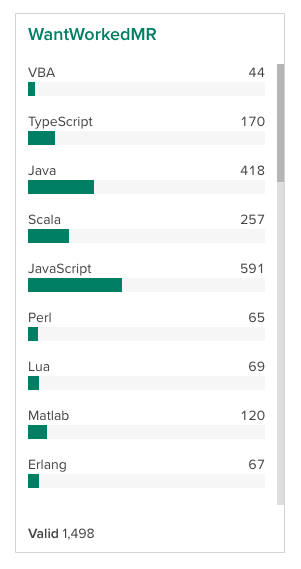 WantWorkedMR
VBA 44
TypeScript 170
Java 418
Scala 257
JavaScript 591
Perl 65
Lua 69
Matlab 120
Erlang 67
Valid 1,498